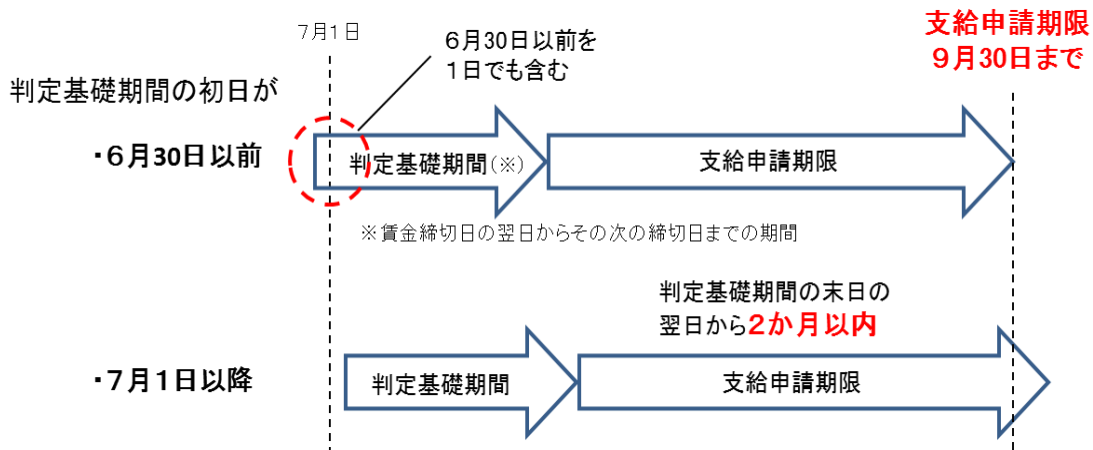 支給申請期限
９月30日まで
７月１日
６月30日以前を
１日でも含む
判定基礎期間の初日が
・６月30日以前
判定基礎期間（※）
支給申請期限
※賃金締切日の翌日からその次の締切日までの期間
判定基礎期間の末日の
翌日から２か月以内
・７月１日以降
判定基礎期間
支給申請期限